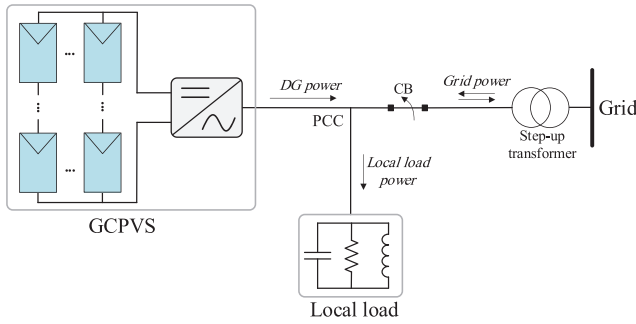 DG power
CB
Grid power
PCC
Grid
Step-up
transformer
Local load
power
GCPVS
Local load